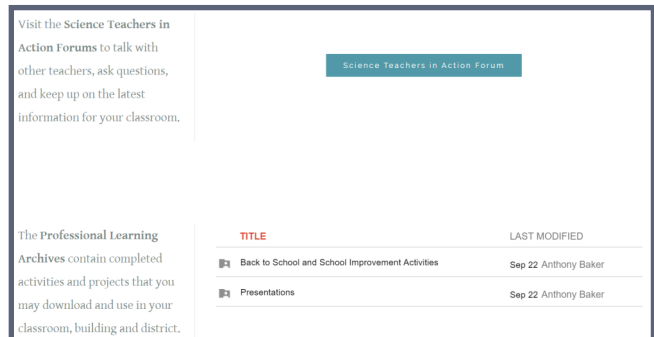 Visit the Science Teachers in
Action Forums to talk with
other teachers, ask questions,
and keep up on the latest
information for your classroom.
Science Teachers in Action Forum
The Professional Learning
Archives contain completed
activities and projects that you
may download and use in your
classroom, building and district.
TITLE LAST MODIFIED
Back to School and School Improvement Activities Sep 22 Anthony Baker
Presentations Sep 22 Anthony Baker